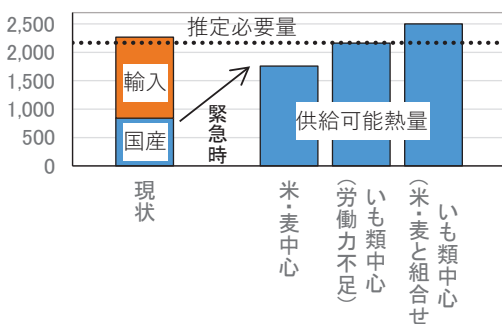 2,500
2,000
1,500
1,000
500
0
推定必要量
輸入
国産
緊急時
供給可能熱量
現状
米・麦中心
いも類中心
(労働力不足)
いも類中心
(米・麦と組合せ